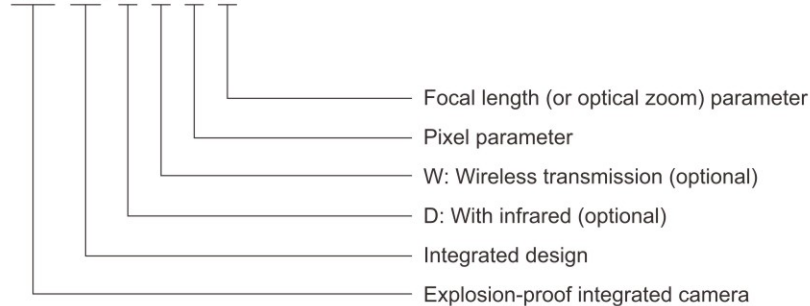 Focal length (or optical zoom) parameter
Pixel parameter
W: Wireless transmission (optional)
D: With infrared (optional)
Integrated design
Explosion-proof integrated camera